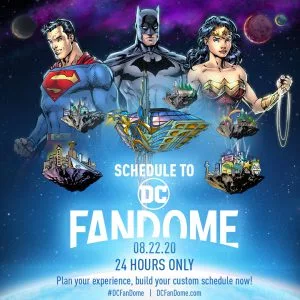 SCHEDULE TO
DC
FANDOME
08.22.20
24 HOURS ONLY
Plan your experience, build your custom schedule now!
#DCFanDome | DCFanDome.com